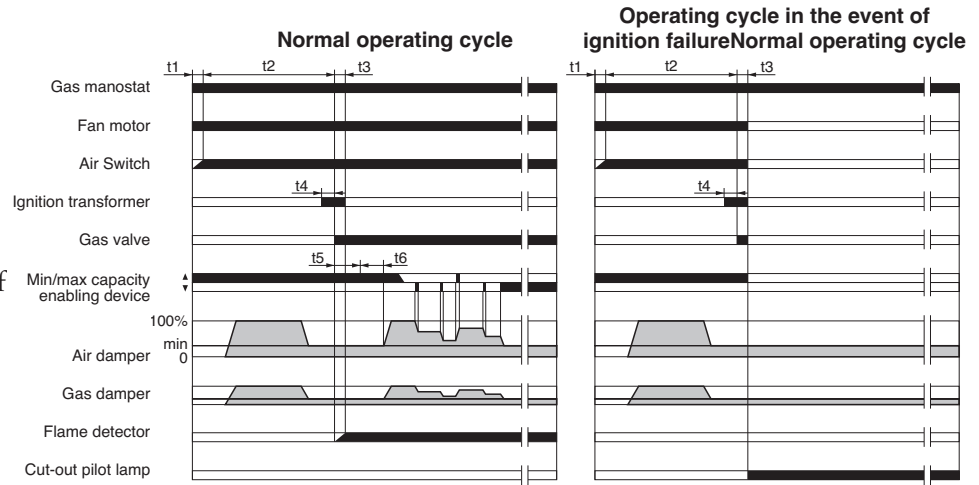 Operating cycle in the event of
Normal operating cycle
ignition failureNormal operating cycle
t1 t2 t3
t1 t2 t3
Gas manostat
Fan motor
Air Switch
t4
t4
Ignition transformer
Gas valve
t5 t6
f
Min/max capacity
enabling device
100%
min
0
Air damper
Gas damper
Flame detector
Cut-out pilot lamp